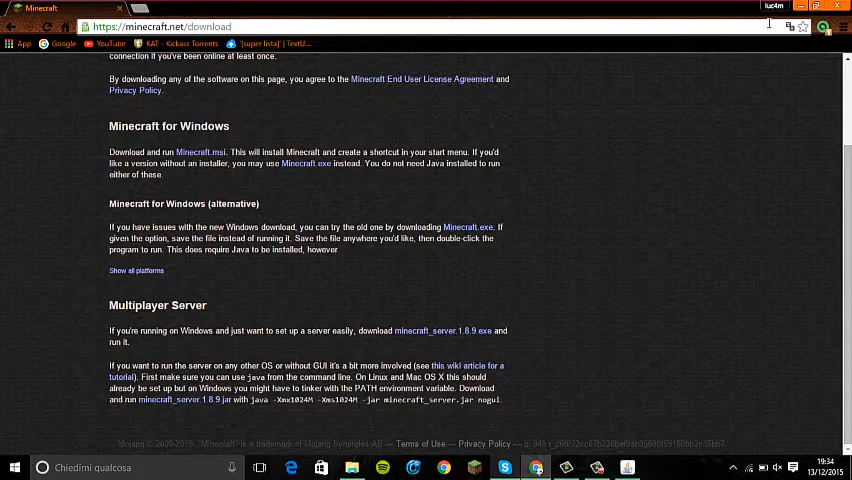 Minecraft
luc4m
https://minecraft.net/download
App Google YouTube KAT - Kickass Torrents '[super lista] | TextU...
connection if you've been online at least once.
By downloading any of the software on this page, you agree to the Minecraft End User License Agreement and
Privacy Policy.
Minecraft for Windows
Download and run Minecraft.msi. This will install Minecraft and create a shortcut in your start menu. If you'd
like a version without an installer, you may use Minecraft.exe instead. You do not need Java installed to run
either of these.
Minecraft for Windows (alternative)
If you have issues with the new Windows download, you can try the old one by downloading Minecraft.exe. If
given the option, save the file instead of running it. Save the file anywhere you'd like, then double-click the
program to run. This does require Java to be installed, however.
Show all platforms
Multiplayer Server
If you're running on Windows and just want to set up a server easily, download minecraft_server.1.8.9.exe and
run it.
If you want to run the server on any other OS or without GUI it's a bit more involved (see this wiki article for a
tutorial). First make sure you can use java from the command line. On Linux and Mac OS X this should
already be set up but on Windows you might have to tinker with the PATH environment variable. Download
and run minecraft_server.1.8.9.jar with java -Xmx1024M -Xms1024M -jar minecraft_server.jar nogui.
Mojang © 2009-2015. "Minecraft" is a trademark of Mojang Synergies AB — Terms of Use — Privacy Policy —
Chiedimi qualcosa
19:34
13/12/2015